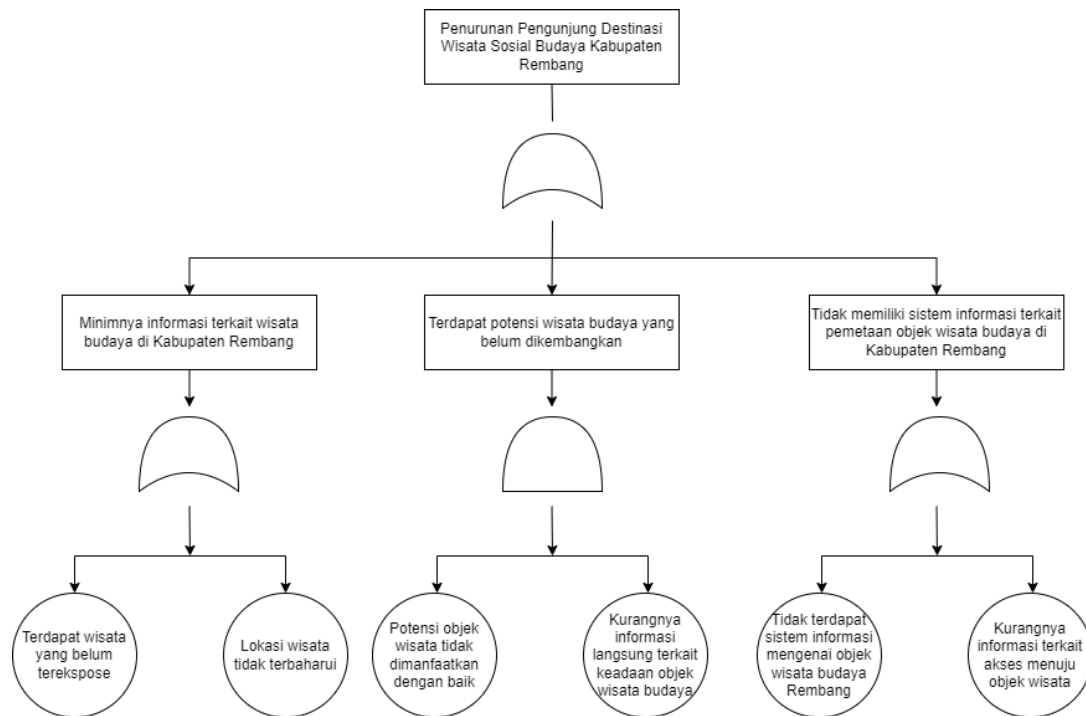 Penurunan Pengunjung Destinasi
Wisata Sosial Budaya Kabupaten
Rembang
Minimnya informasi terkait wisata
budaya di Kabupaten Rembang
Terdapat potensi wisata budaya yang
belum dikembangkan
Tidak memiliki sistem informasi terkait
pemetaan objek wisata budaya di
Kabupaten Rembang
Terdapat wisata
yang belum
terekspose
Lokasi wisata
tidak terbaharui
Potensi objek
wisata tidak
dimanfaatkan
dengan baik
Kurangnya
informasi
langsung terkait
keadaan objek
wisata budaya
Tidak terdapat
sistem informasi
mengenai objek
wisata budaya
Rembang
Kurangnya
informasi terkait
akses menuju
objek wisata